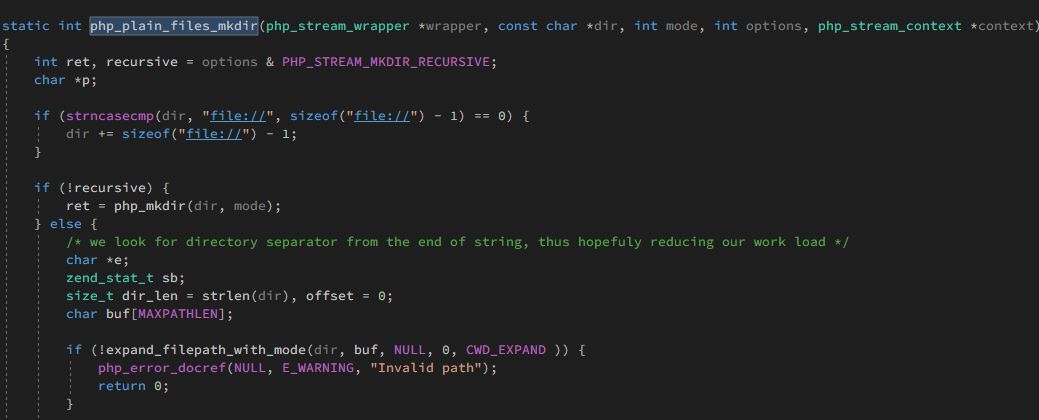 static int php_plain_files_mkdir(php_stream_wrapper *wrapper, const char *dir, int mode, int options, php_stream_context *context)
{
    int ret, recursive = options & PHP_STREAM_MKDIR_RECURSIVE;
    char *p;

    if (strncasecmp(dir, "file://", sizeof("file://") - 1) == 0) {
        dir += sizeof("file://") - 1;
    }

    if (!recursive) {
        ret = php_mkdir(dir, mode);
    } else {
        /* we look for directory separator from the end of string, thus hopefuly reducing our work load */
        char *e;
        zend_stat_t sb;
        size_t dir_len = strlen(dir), offset = 0;
        char buf[MAXPATHLEN];

        if (!expand_filepath_with_mode(dir, buf, NULL, 0, CWD_EXPAND )) {
            php_error_docref(NULL, E_WARNING, "Invalid path");
            return 0;
        }